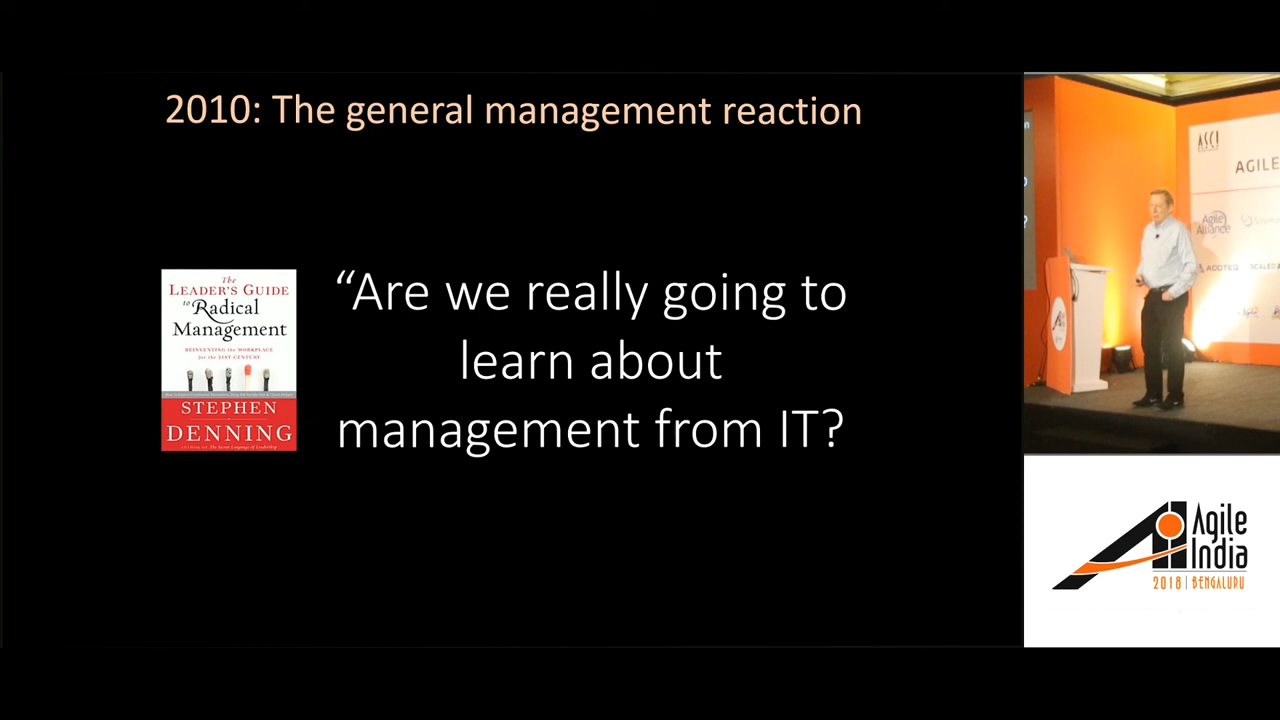 2010: The general management reaction
The
LEADER'S GUIDE
to Radical
Management
REINVENTING the WORKPLACE
for the 21ST CENTURY
STEPHEN
DENNING
“Are we really going to
learn about
management from IT?
ASCI
AGILE
Agile
Alliance
ADDTEQ
SCALED
Agile
India
2018 | BENGALURU